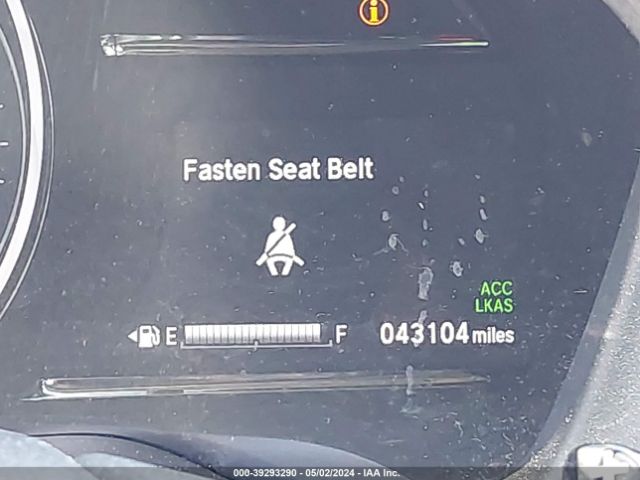 Fasten Seat Belt
ACC
LKAS
E F 043104 miles
000-39293290 - 05/02/2024 - IAA Inc.